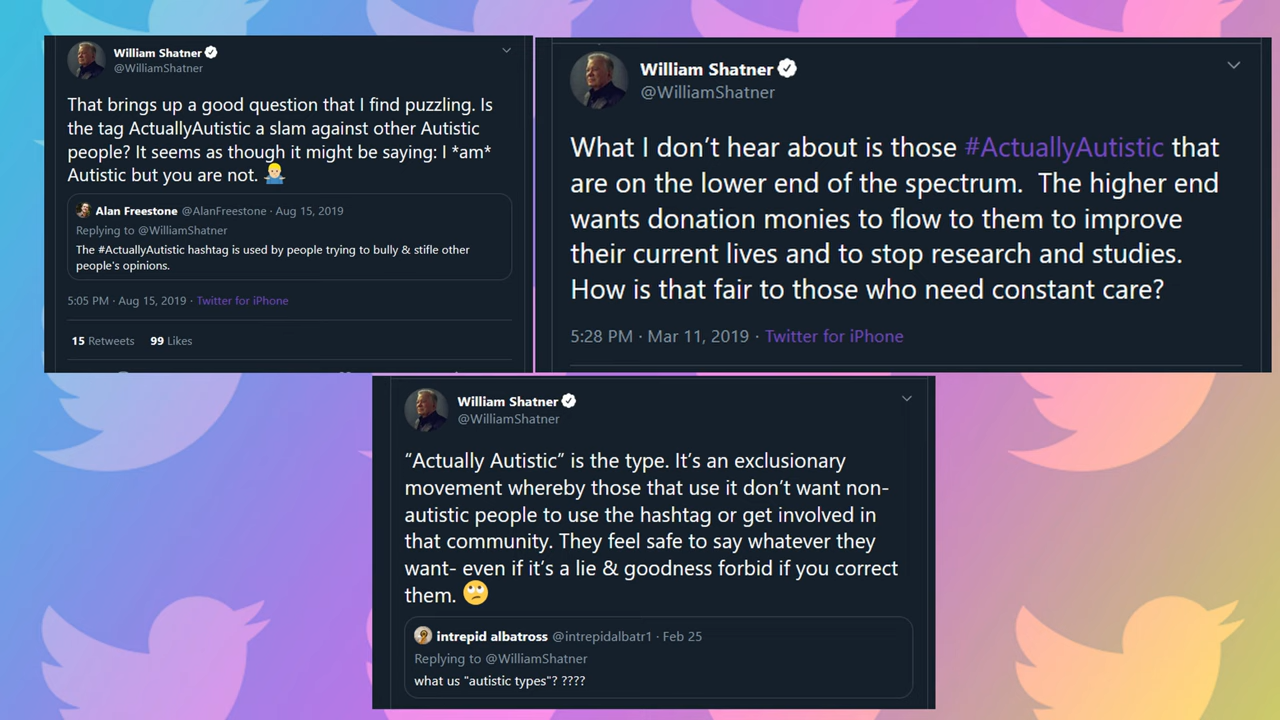 William Shatner
@WilliamShatner
That brings up a good question that I find puzzling. Is
the tag ActuallyAutistic a slam against other Autistic
people? It seems as though it might be saying: I *am*
Autistic but you are not. 🤷🏼‍♂️
Alan Freestone @AlanFreestone · Aug 15, 2019
Replying to @WilliamShatner
The #ActuallyAutistic hashtag is used by people trying to bully & stifle other
people's opinions.
5:05 PM · Aug 15, 2019 · Twitter for iPhone
15 Retweets 99 Likes
William Shatner
@WilliamShatner
What I don’t hear about is those #ActuallyAutistic that
are on the lower end of the spectrum. The higher end
wants donation monies to flow to them to improve
their current lives and to stop research and studies.
How is that fair to those who need constant care?
5:28 PM · Mar 11, 2019 · Twitter for iPhone
William Shatner
@WilliamShatner
“Actually Autistic” is the type. It’s an exclusionary
movement whereby those that use it don’t want non-
autistic people to use the hashtag or get involved in
that community. They feel safe to say whatever they
want- even if it’s a lie & goodness forbid if you correct
them. 🙄
intrepid albatross @intrepidalbatr1 · Feb 25
Replying to @WilliamShatner
what us "autistic types"? ????